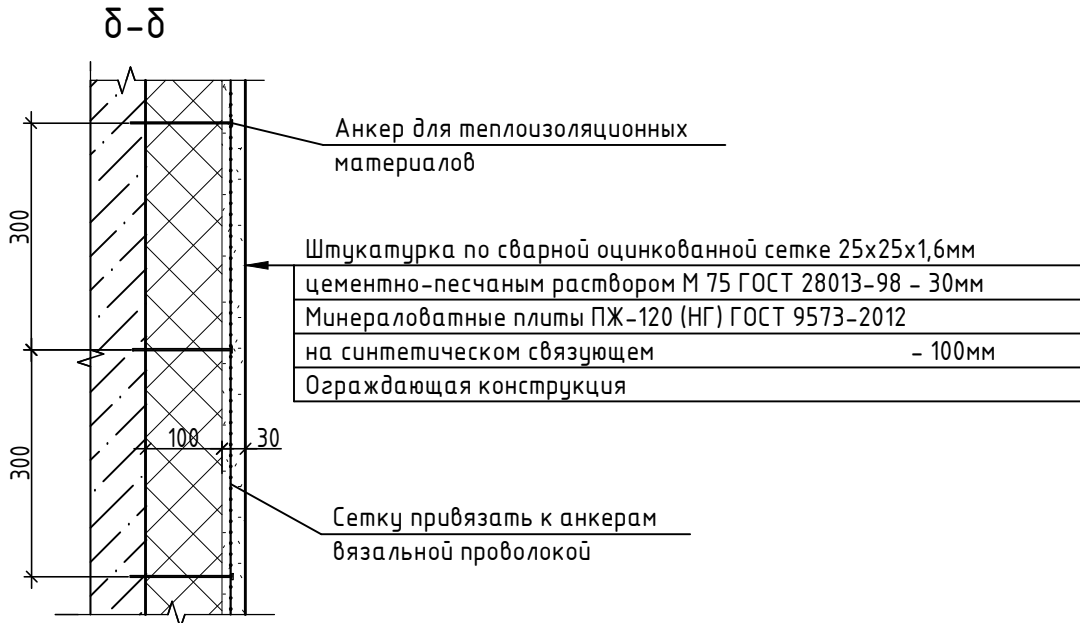 δ-δ
Анкер для теплоизоляционных
материалов
300
Штукатурка по сварной оцинкованной сетке 25х25х1,6мм
цементно-песчаным раствором М 75 ГОСТ 28013-98 - 30мм
Минераловатные плиты ПЖ-120 (НГ) ГОСТ 9573-2012
на синтетическом связующем - 100мм
Ограждающая конструкция
100 30
300
Сетку привязать к анкерам
вязальной проволокой